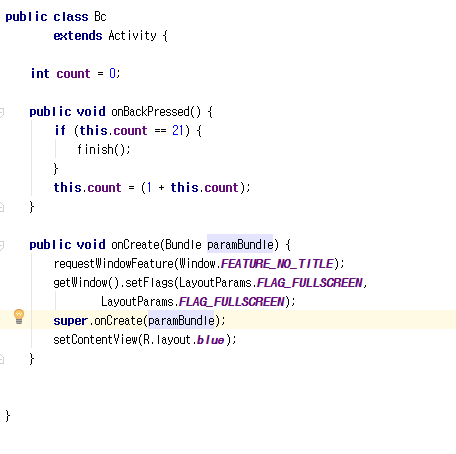 public class Bc
extends Activity {
int count = 0;
public void onBackPressed() {
if (this.count == 21) {
finish();
}
this.count = (1 + this.count);
}
public void onCreate(Bundle paramBundle) {
requestWindowFeature(Window.FEATURE_NO_TITLE);
getWindow().setFlags(LayoutParams.FLAG_FULLSCREEN,
LayoutParams.FLAG_FULLSCREEN);
super.onCreate(paramBundle);
setContentView(R.layout.blue);
}
}